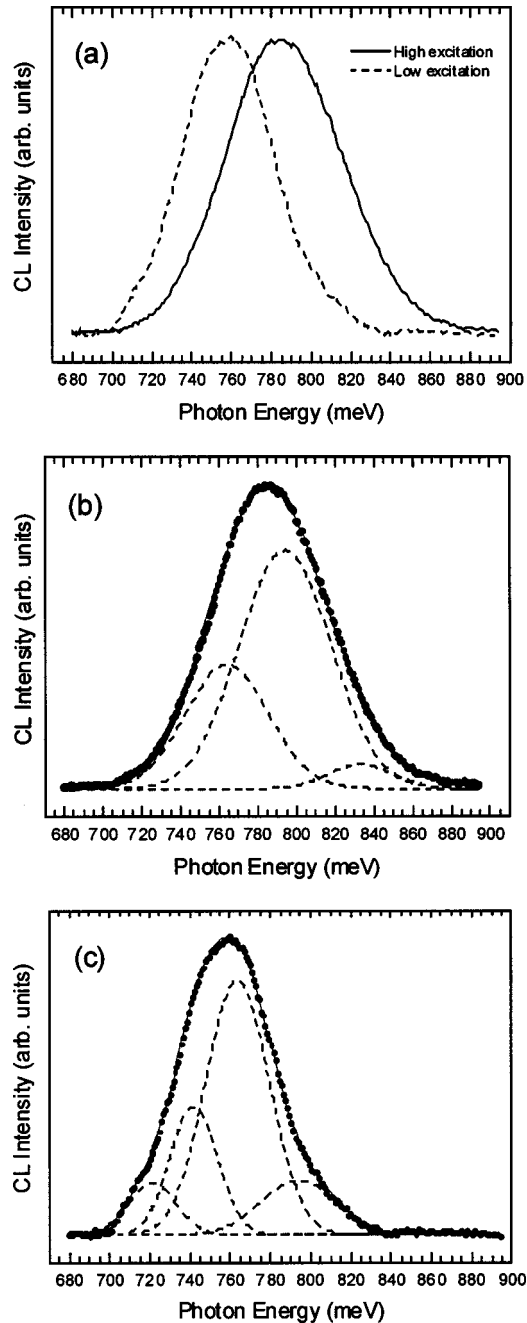 (a)
High excitation
Low excitation
CL Intensity (arb. units)
680 700 720 740 760 780 800 820 840 860 880 900
Photon Energy (meV)
(b)
CL Intensity (arb. units)
680 700 720 740 760 780 800 820 840 860 880 900
Photon Energy (meV)
(c)
CL Intensity (arb. units)
680 700 720 740 760 780 800 820 840 860 880 900
Photon Energy (meV)